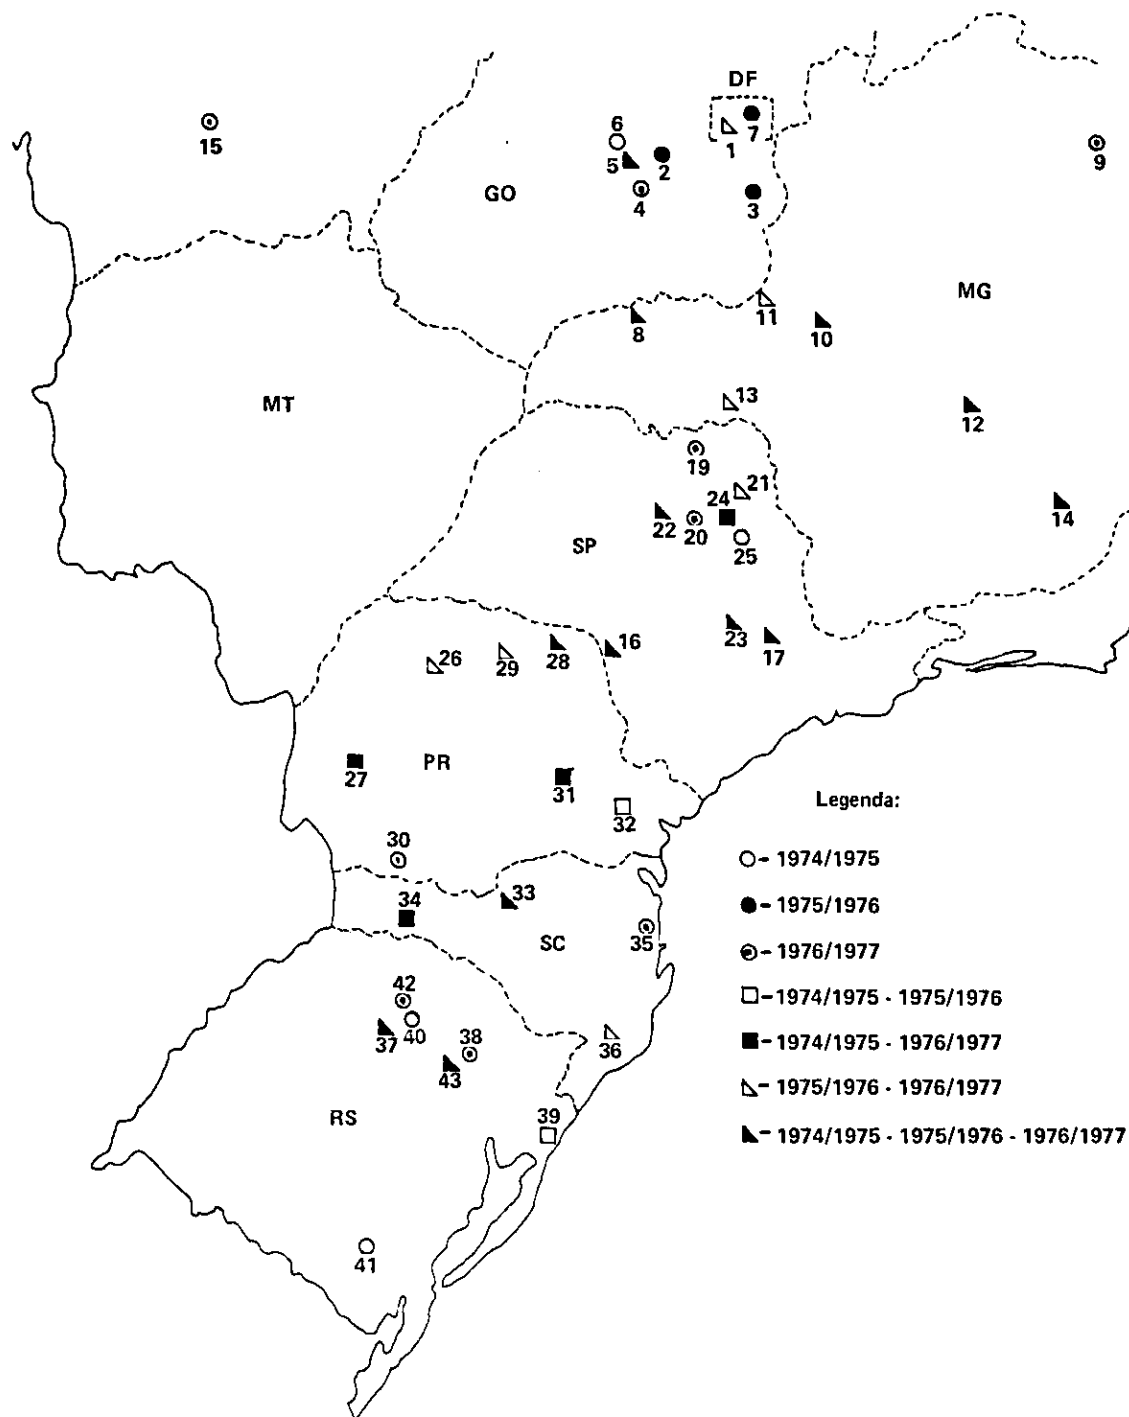 DF
15
6
5
2
1
7
9
GO
4
3
MG
8
11
10
MT
13
12
19
24
21
22
20
25
14
SP
26
29
28
16
23
17
27
PR
31
32
Legenda:
30
○ - 1974/1975
34
33
● - 1975/1976
SC
35
⊙ - 1976/1977
42
□ - 1974/1975 - 1975/1976
37
40
38
36
■ - 1974/1975 - 1976/1977
43
◺ - 1975/1976 - 1976/1977
RS
39
◣ - 1974/1975 - 1975/1976 - 1976/1977
41